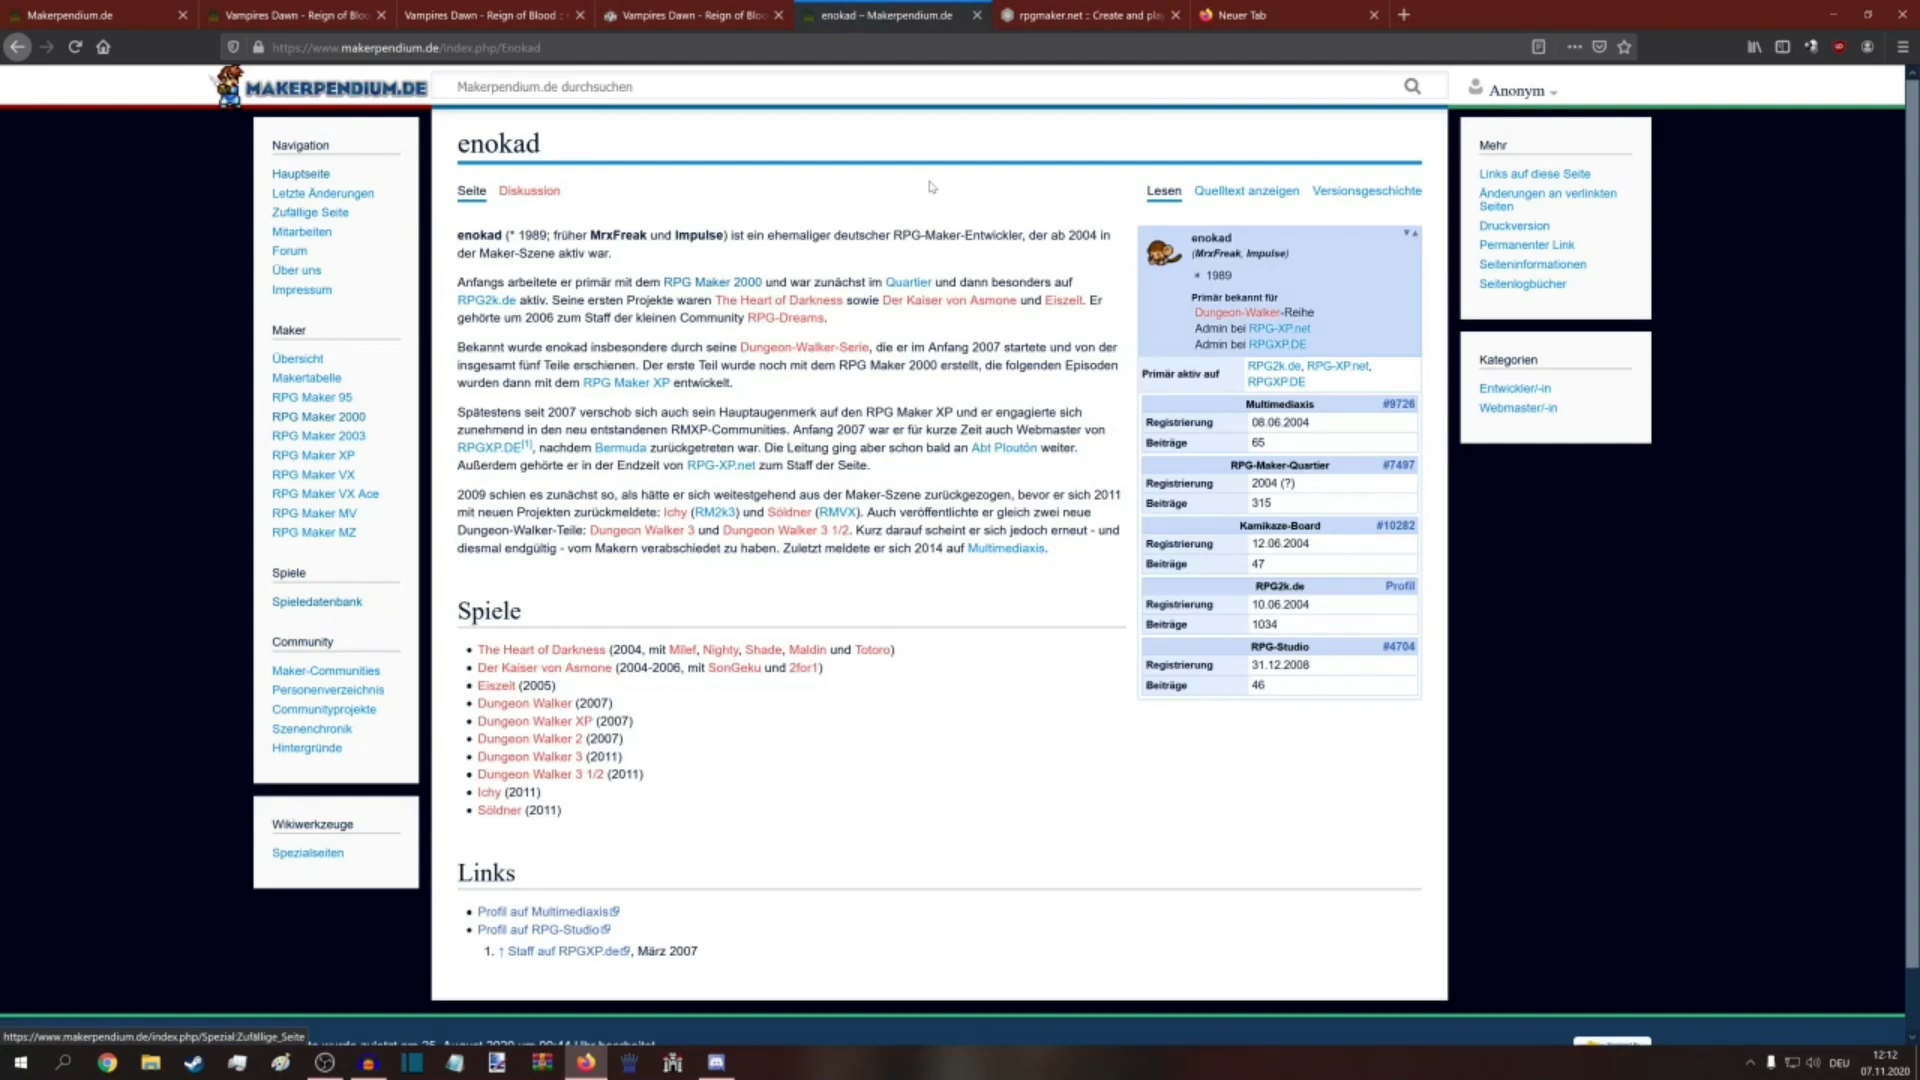 Makerpendium.de
Vampires Dawn - Reign of Bloo
Vampires Dawn - Reign of Blood ::
Vampires Dawn - Reign of Bloo
enokad – Makerpendium.de
rpgmaker.net :: Create and play
Neuer Tab
https://www.makerpendium.de/index.php/Enokad
MAKERPENDIUM.DE
Makerpendium.de durchsuchen
Anonym
Navigation
Hauptseite
Letzte Änderungen
Zufällige Seite
Mitarbeiten
Forum
Über uns
Impressum
Maker
Übersicht
Makertabelle
RPG Maker 95
RPG Maker 2000
RPG Maker 2003
RPG Maker XP
RPG Maker VX
RPG Maker VX Ace
RPG Maker MV
RPG Maker MZ
Spiele
Spieledatenbank
Community
Maker-Communities
Personenverzeichnis
Communityprojekte
Szenenchronik
Hintergründe
Wikiwerkzeuge
Spezialseiten
enokad
Seite Diskussion
Lesen Quelltext anzeigen Versionsgeschichte
enokad (* 1989; früher MrxFreak und Impulse) ist ein ehemaliger deutscher RPG-Maker-Entwickler, der ab 2004 in
der Maker-Szene aktiv war.
Anfangs arbeitete er primär mit dem RPG Maker 2000 und war zunächst im Quartier und dann besonders auf
RPG2k.de aktiv. Seine ersten Projekte waren The Heart of Darkness sowie Der Kaiser von Asmone und Eiszeit. Er
gehörte um 2006 zum Staff der kleinen Community RPG-Dreams.
Bekannt wurde enokad insbesondere durch seine Dungeon-Walker-Serie, die er im Anfang 2007 startete und von der
insgesamt fünf Teile erschienen. Der erste Teil wurde noch mit dem RPG Maker 2000 erstellt, die folgenden Episoden
wurden dann mit dem RPG Maker XP entwickelt.
Spätestens seit 2007 verschob sich auch sein Hauptaugenmerk auf den RPG Maker XP und er engagierte sich
zunehmend in den neu entstandenen RMXP-Communities. Anfang 2007 war er für kurze Zeit auch Webmaster von
RPGXP.DE[1], nachdem Bermuda zurückgetreten war. Die Leitung ging aber schon bald an Abt Ploutôn weiter.
Außerdem gehörte er in der Endzeit von RPG-XP.net zum Staff der Seite.
2009 schien es zunächst so, als hätte er sich weitestgehend aus der Maker-Szene zurückgezogen, bevor er sich 2011
mit neuen Projekten zurückmeldete: Ichy (RM2k3) und Söldner (RMVX). Auch veröffentlichte er gleich zwei neue
Dungeon-Walker-Teile: Dungeon Walker 3 und Dungeon Walker 3 1/2. Kurz darauf scheint er sich jedoch erneut - und
diesmal endgültig - vom Makern verabschiedet zu haben. Zuletzt meldete er sich 2014 auf Multimediaxis.
enokad
(MrxFreak, Impulse)
* 1989
Primär bekannt für
Dungeon-Walker-Reihe
Admin bei RPG-XP.net
Admin bei RPGXP.DE
Primär aktiv auf RPG2k.de, RPG-XP.net,
RPGXP.DE
Multimediaxis #9726
Registrierung 08.06.2004
Beiträge 65
RPG-Maker-Quartier #7497
Registrierung 2004 (?)
Beiträge 315
Kamikaze-Board #10282
Registrierung 12.06.2004
Beiträge 47
RPG2k.de Profil
Registrierung 10.06.2004
Beiträge 1034
RPG-Studio #4704
Registrierung 31.12.2008
Beiträge 46
Spiele
The Heart of Darkness (2004, mit Milef, Nighty, Shade, Maldin und Totoro)
Der Kaiser von Asmone (2004-2006, mit SonGeku und 2for1)
Eiszeit (2005)
Dungeon Walker (2007)
Dungeon Walker XP (2007)
Dungeon Walker 2 (2007)
Dungeon Walker 3 (2011)
Dungeon Walker 3 1/2 (2011)
Ichy (2011)
Söldner (2011)
Links
Profil auf Multimediaxis
Profil auf RPG-Studio
1. ↑ Staff auf RPGXP.de, März 2007
Mehr
Links auf diese Seite
Änderungen an verlinkten
Seiten
Druckversion
Permanenter Link
Seiteninformationen
Seitenlogbücher
Kategorien
Entwickler/-in
Webmaster/-in
https://www.makerpendium.de/index.php/Spezial:Zufällige_Seite
DEU
12:12
07.11.2020